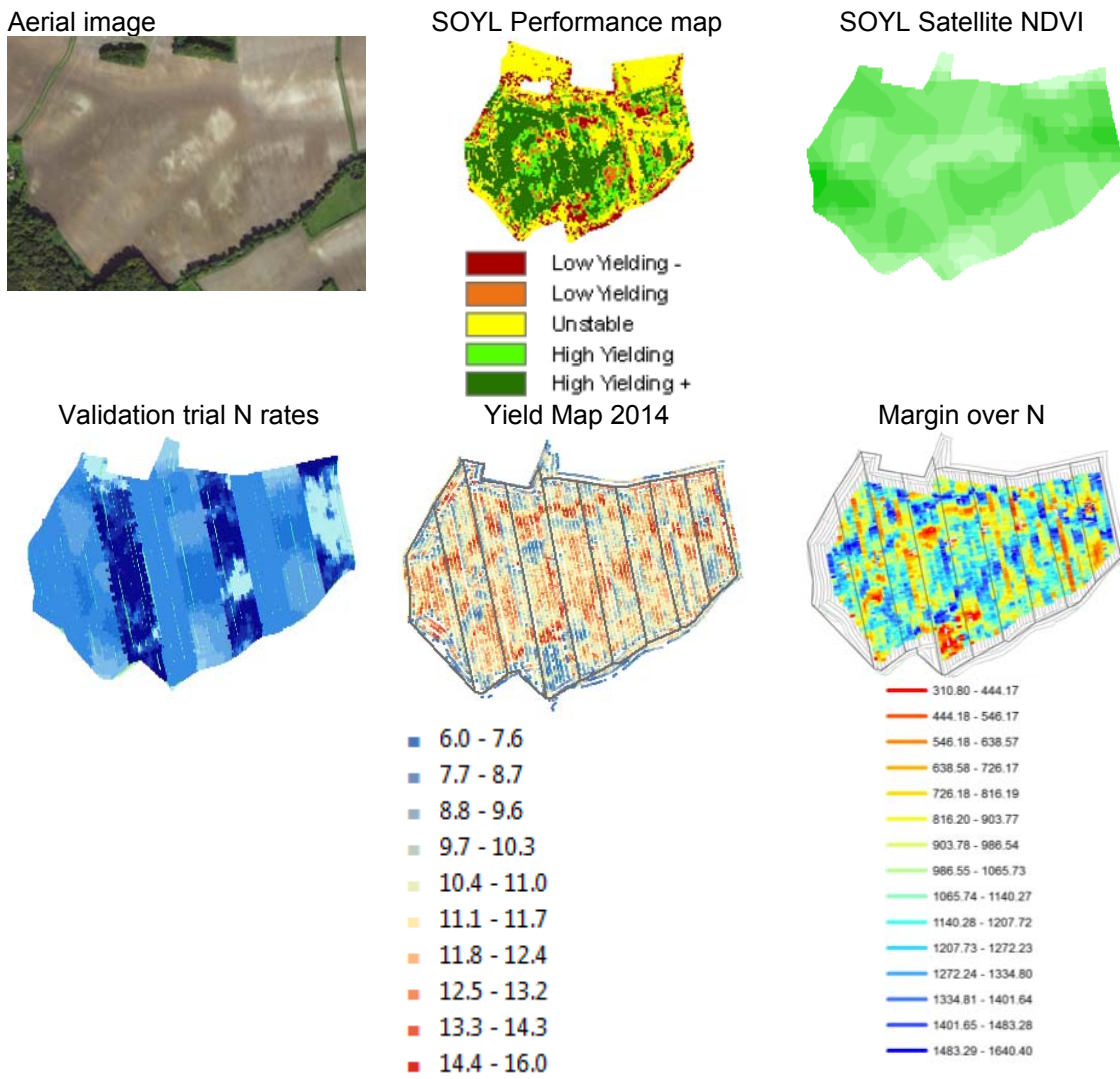 Aerial image
SOYL Performance map
SOYL Satellite NDVI
Low Yielding -
Low Yielding
Unstable
High Yielding
High Yielding +
Validation trial N rates
Yield Map 2014
Margin over N
6.0 - 7.6
7.7 - 8.7
8.8 - 9.6
9.7 - 10.3
10.4 - 11.0
11.1 - 11.7
11.8 - 12.4
12.5 - 13.2
13.3 - 14.3
14.4 - 16.0
310.80 - 444.17
444.18 - 546.17
546.18 - 638.57
638.58 - 726.17
726.18 - 816.19
816.20 - 903.77
903.78 - 986.54
986.55 - 1065.73
1065.74 - 1140.27
1140.28 - 1207.72
1207.73 - 1272.23
1272.24 - 1334.80
1334.81 - 1401.64
1401.65 - 1483.28
1483.29 - 1640.40